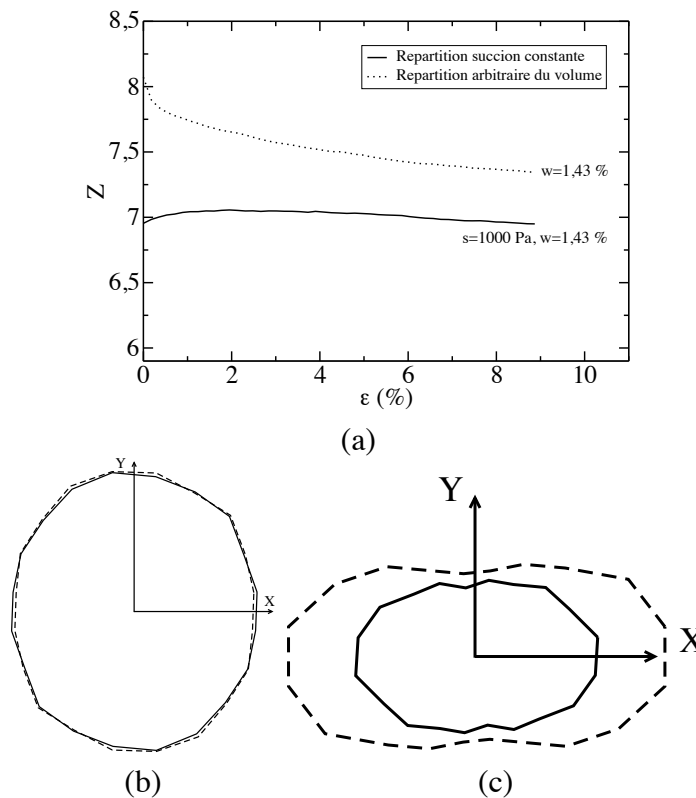 8,5
Repartition succion constante
Repartition arbitraire du volume
8
7,5
w=1,43 %
Z
7
s=1000 Pa, w=1,43 %
6,5
6
0 2 4 6 8 10
ε (%)
(a)
Y
X
Y
X
(b)
(c)